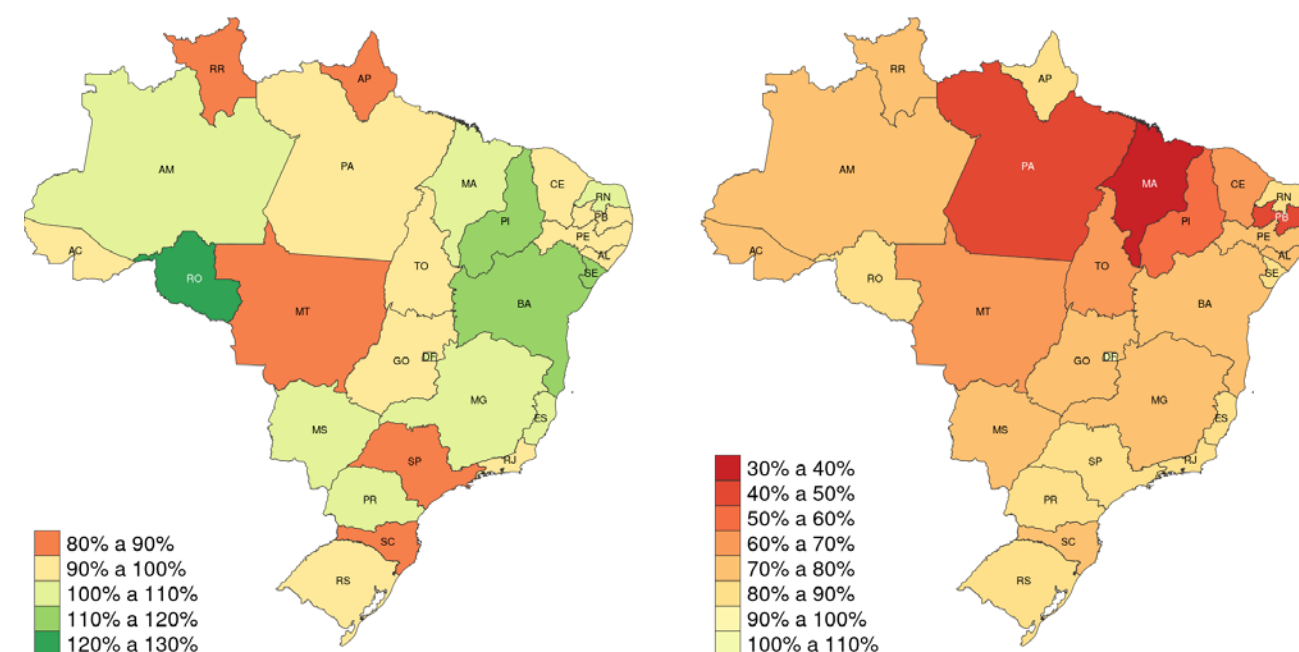 RR
AP
AM
PA
MA
CE
RN
PB
PI
PE
AL
SE
AC
RO
TO
BA
MT
GO
DF
MG
ES
MS
SP
RJ
PR
SC
RS
80% a 90%
90% a 100%
100% a 110%
110% a 120%
120% a 130%
RR
AP
AM
PA
MA
CE
RN
PB
PI
PE
AL
SE
AC
RO
TO
BA
MT
GO
DF
MG
ES
MS
SP
RJ
PR
SC
RS
30% a 40%
40% a 50%
50% a 60%
60% a 70%
70% a 80%
80% a 90%
90% a 100%
100% a 110%